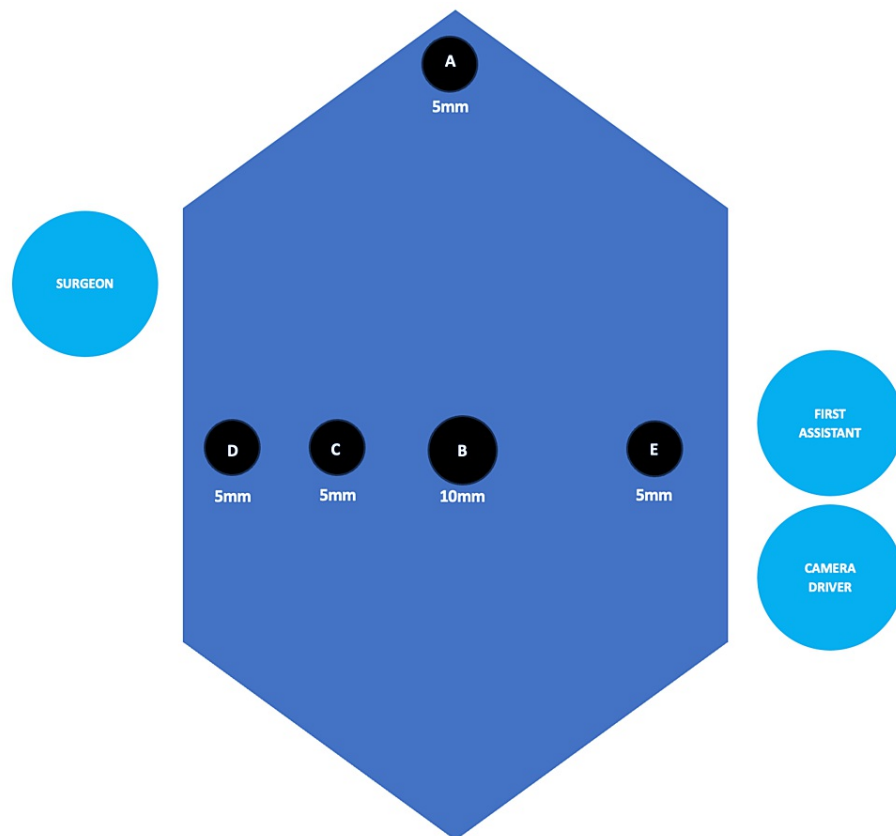 A
5mm
SURGEON
FIRST
ASSISTANT
D
C
B
E
5mm
5mm
10mm
5mm
CAMERA
DRIVER